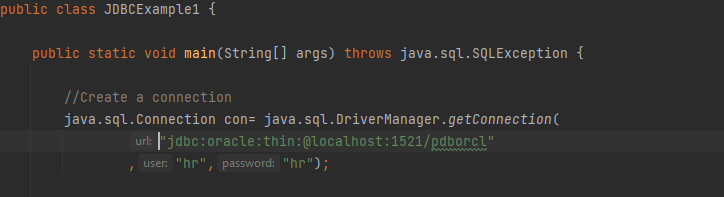 public class JDBCExample1 {
public static void main(String[] args) throws java.sql.SQLException {
//Create a connection
java.sql.Connection con= java.sql.DriverManager.getConnection(
url: "jdbc:oracle:thin:@localhost:1521/pdborcl"
, user: "hr", password: "hr");